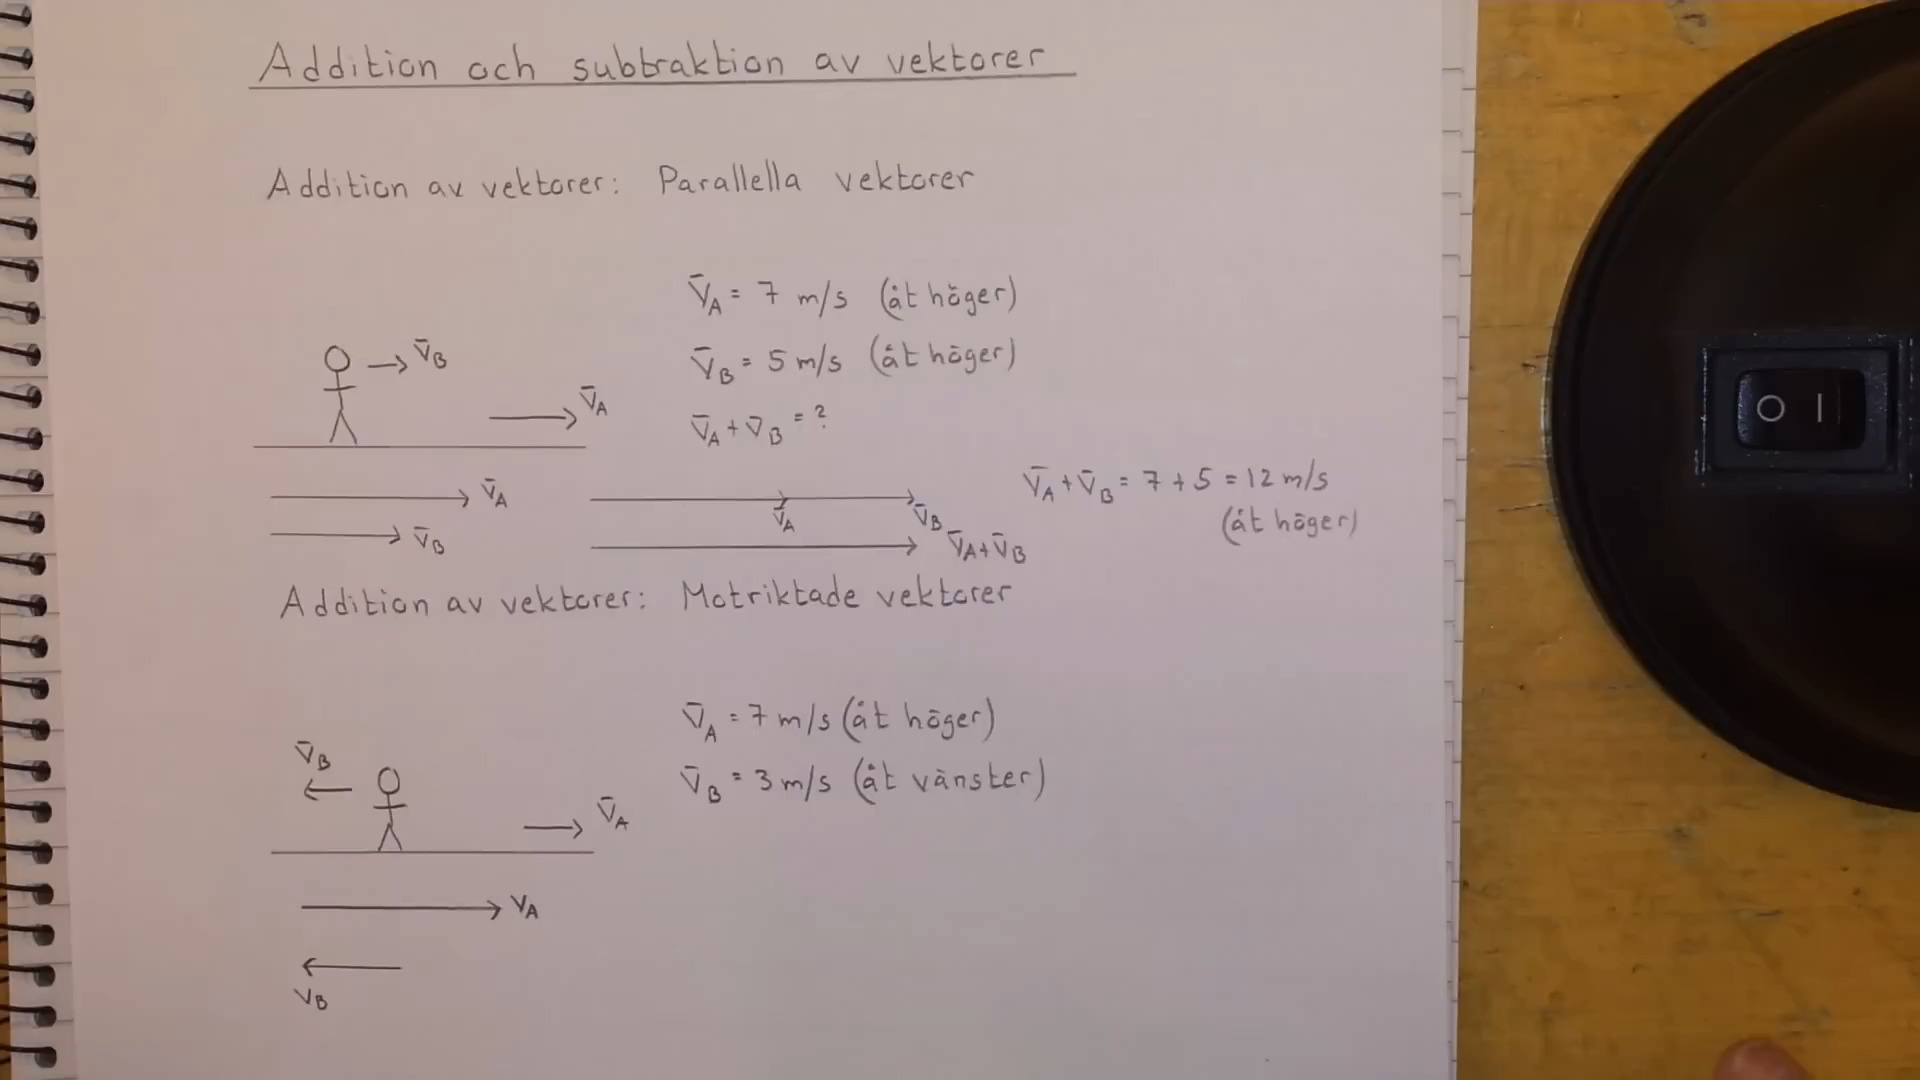 Addition och subtraktion av vektorer
Addition av vektorer: Parallella vektorer
V̄A = 7 m/s (åt höger)
V̄B = 5 m/s (åt höger)
V̄A + V̄B = ?
V̄B
V̄A
V̄A
V̄B
V̄A
V̄B
V̄A+V̄B
V̄A + V̄B = 7 + 5 = 12 m/s
(åt höger)
Addition av vektorer: Motriktade vektorer
V̄A = 7 m/s (åt höger)
V̄B = 3 m/s (åt vänster)
V̄B
V̄A
VA
VB
O I